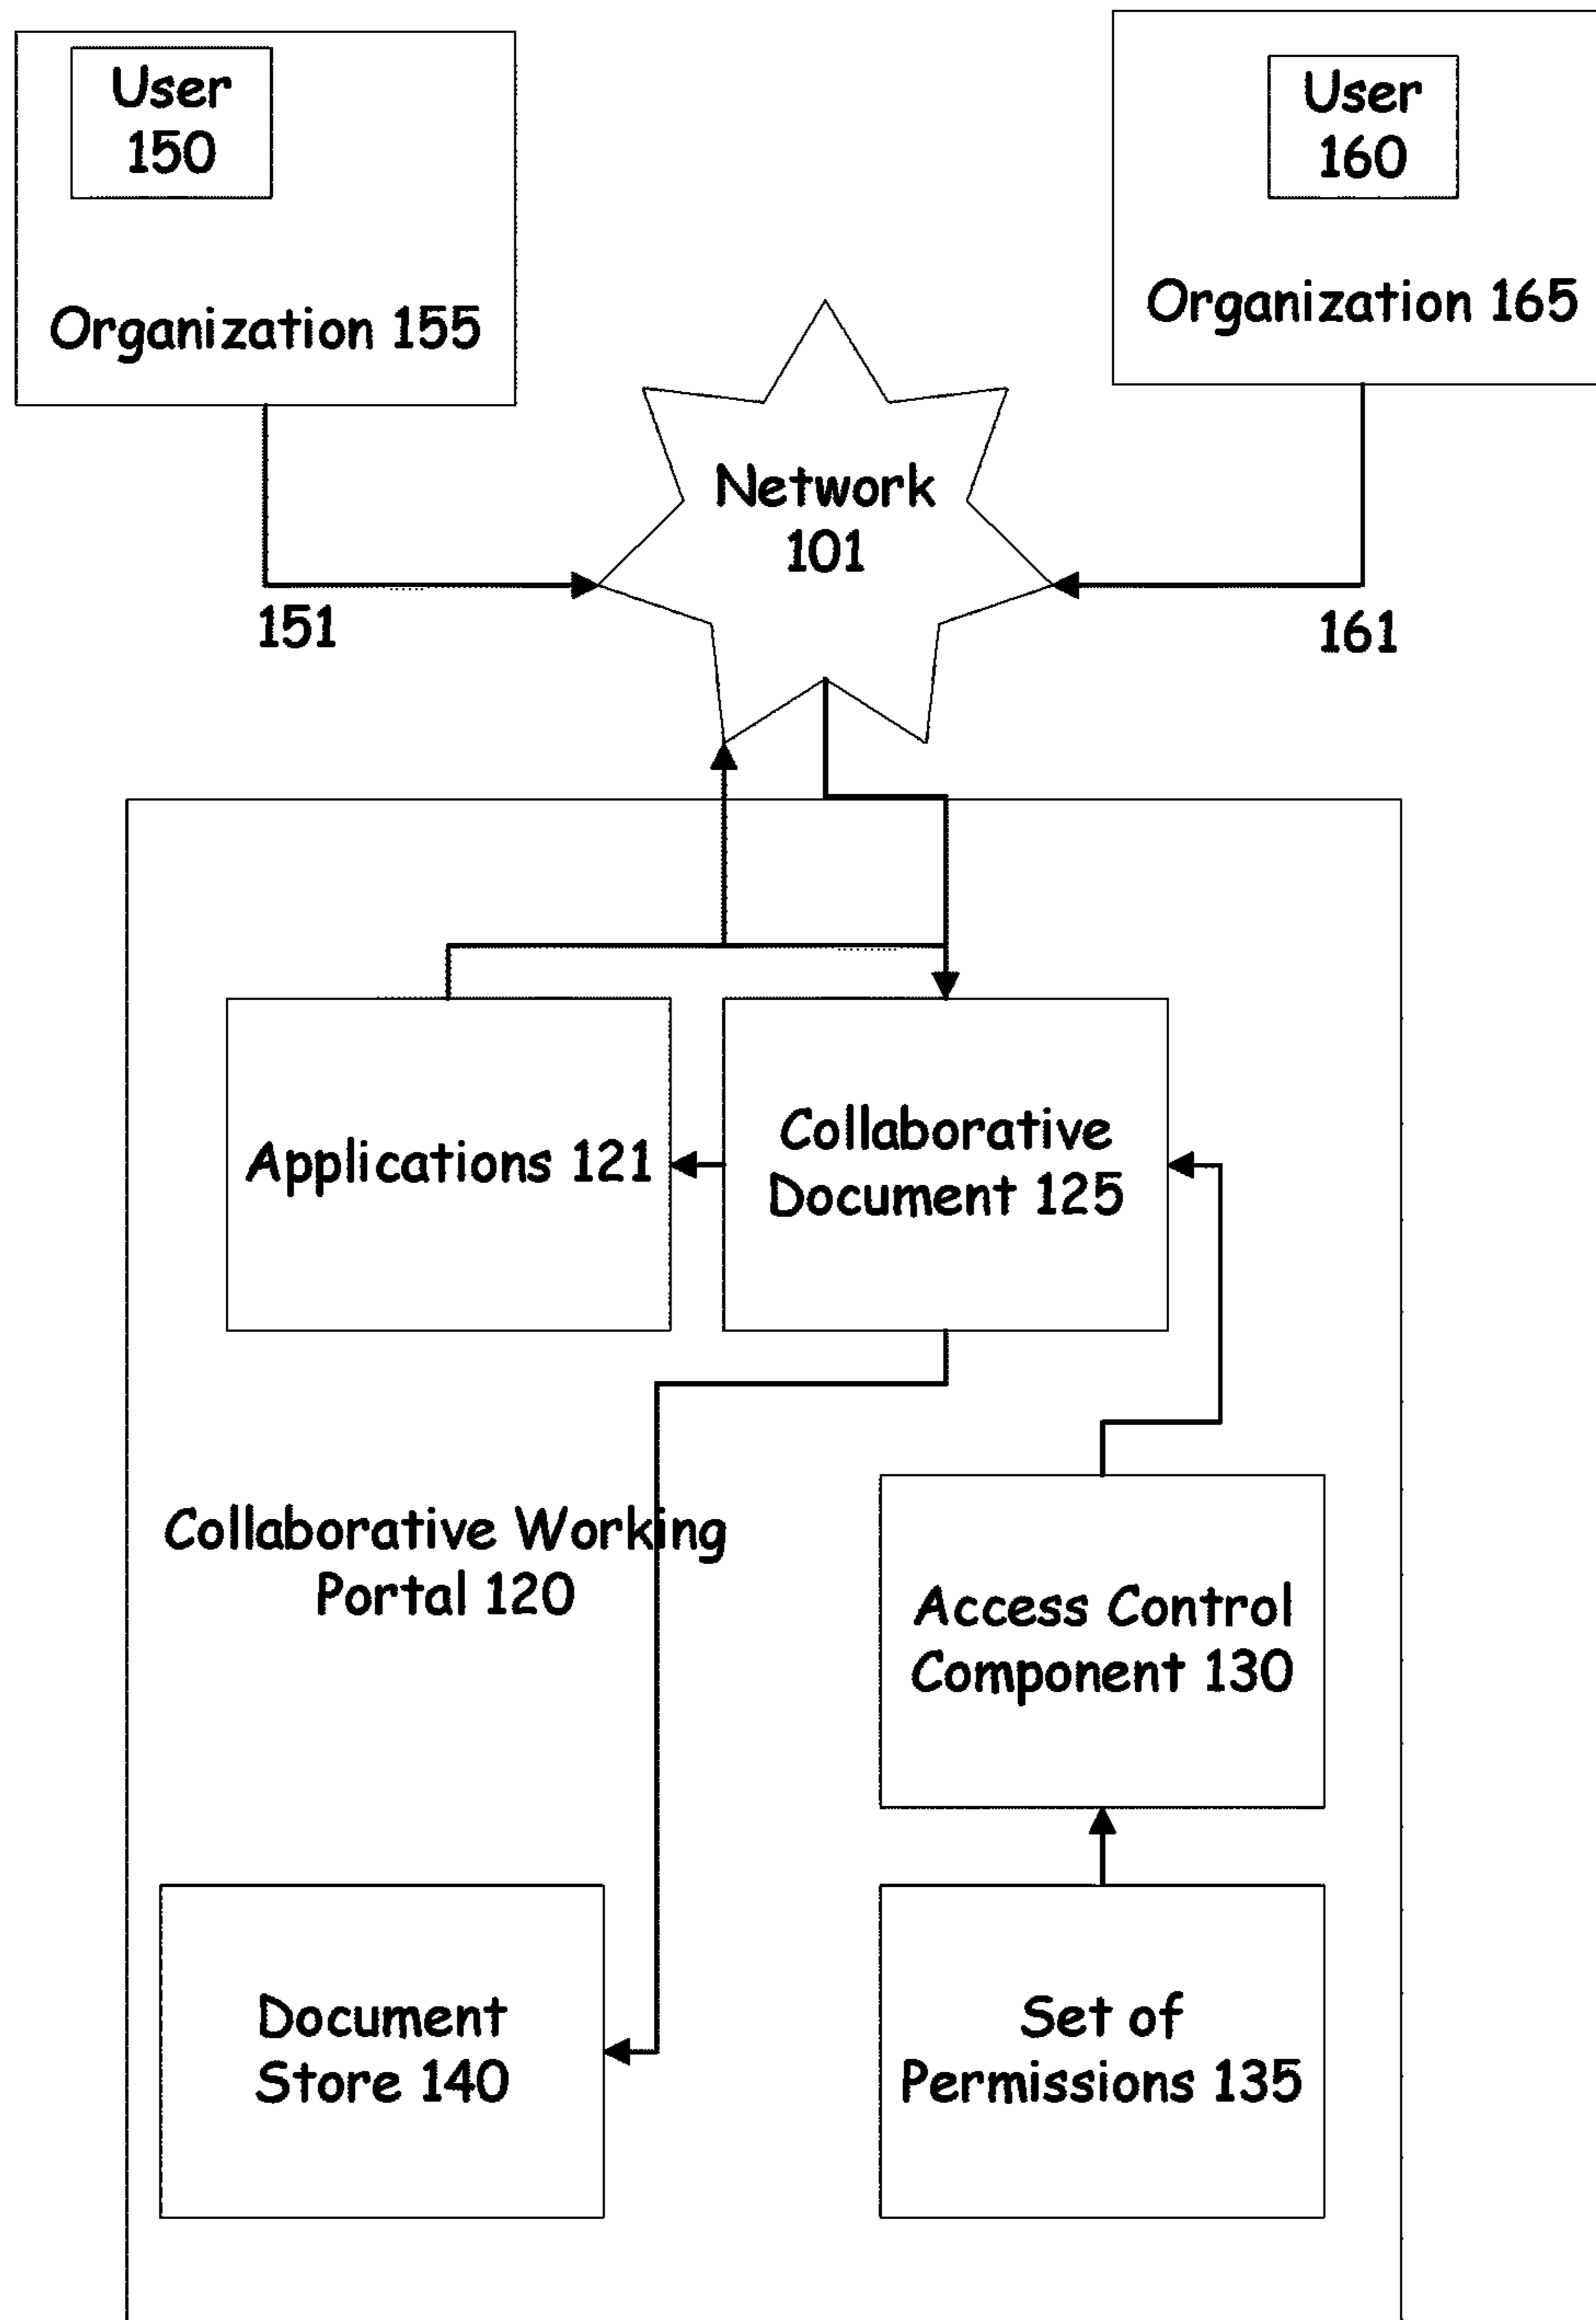 User
150
Organization 155
User
160
Organization 165
Network
101
151
161
Applications 121
Collaborative
Document 125
Collaborative Working
Portal 120
Access Control
Component 130
Document
Store 140
Set of
Permissions 135